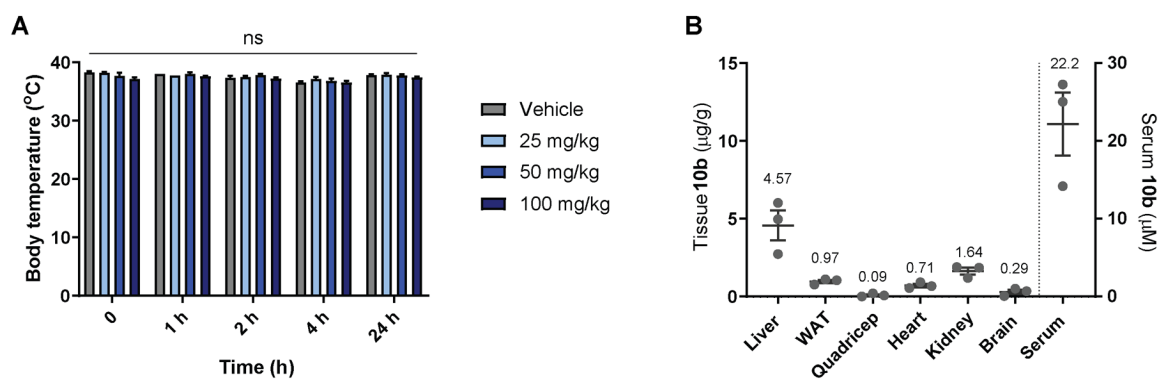 A
ns
Body temperature (°C)
40
30
20
10
0
0
1 h
2 h
4 h
24 h
Time (h)
Vehicle
25 mg/kg
50 mg/kg
100 mg/kg
B
Tissue 10b (µg/g)
15
10
5
0
4.57
0.97
0.09
0.71
1.64
0.29
22.2
30
20
10
0
Serum 10b (µM)
Liver
WAT
Quadricep
Heart
Kidney
Brain
Serum